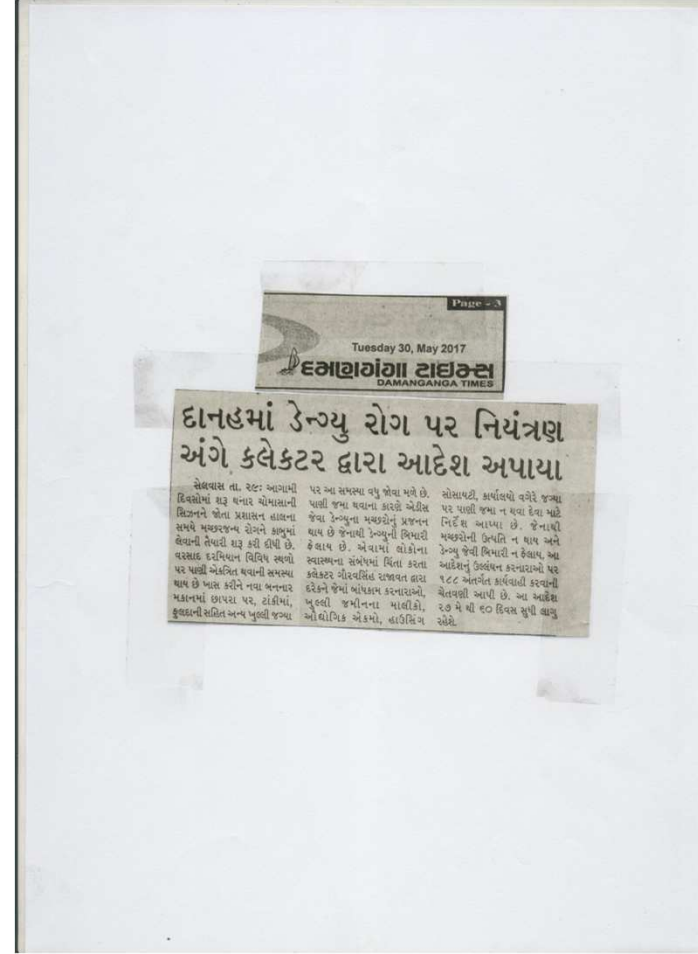 Page - 3
Tuesday 30, May 2017
દમણગંગા ટાઇમ્સ
DAMANGANGA TIMES
દાનહમાં ડેન્ગ્યુ રોગ પર નિયંત્રણ
અંગે કલેકટર દ્વારા આદેશ અપાયા
સેલવાસ તા. ૨૯: આગામી
દિવસોમાં શરૂ થનાર ચોમાસાની
સિઝનને જોતા પ્રશાસન હાલના
સમયે મચ્છરજન્ય રોગને કાબુમાં
લેવાની તૈયારી શરૂ કરી દીધી છે.
વરસાદ દરમિયાન વિવિધ સ્થળો
પર પાણી એકત્રિત થવાની સમસ્યા
થાય છે ખાસ કરીને નવા બનનાર
મકાનમાં છાપરા પર, ટાંકીમાં,
ફુલદાની સહિત અન્ય ખુલ્લી જગ્યા
પર આ સમસ્યા વધુ જોવા મળે છે.
પાણી જમા થવાના કારણે એડીસ
જેવા ડેન્ગ્યુના મચ્છરોનું પ્રજનન
થાય છે જેનાથી ડેન્ગ્યુની બિમારી
ફેલાય છે. એવામાં લોકોના
સ્વાસ્થ્યના સંબંધમાં ચિંતા કરતા
કલેકટર ગૌરવસિંહ રાજાવત દ્વારા
દરેકને જેમાં બાંધકામ કરનારાઓ,
ખુલ્લી જમીનના માલીકો,
ઔદ્યોગિક એકમો, હાઉસિંગ
સોસાયટી, કાર્યાલયો વગેરે જગ્યા
પર પાણી જમા ન થવા દેવા માટે
નિર્દેશ આપ્યા છે. જેનાથી
મચ્છરોની ઉત્પતિ ન થાય અને
ડેન્ગ્યુ જેવી બિમારી ન ફેલાય, આ
આદેશનું ઉલ્લંઘન કરનારાઓ પર
૧૮૮ અંતર્ગત કાર્યવાહી કરવાની
ચેતવણી આપી છે. આ આદેશ
૨૭ મે થી ૬૦ દિવસ સુધી લાગુ
રહેશે.